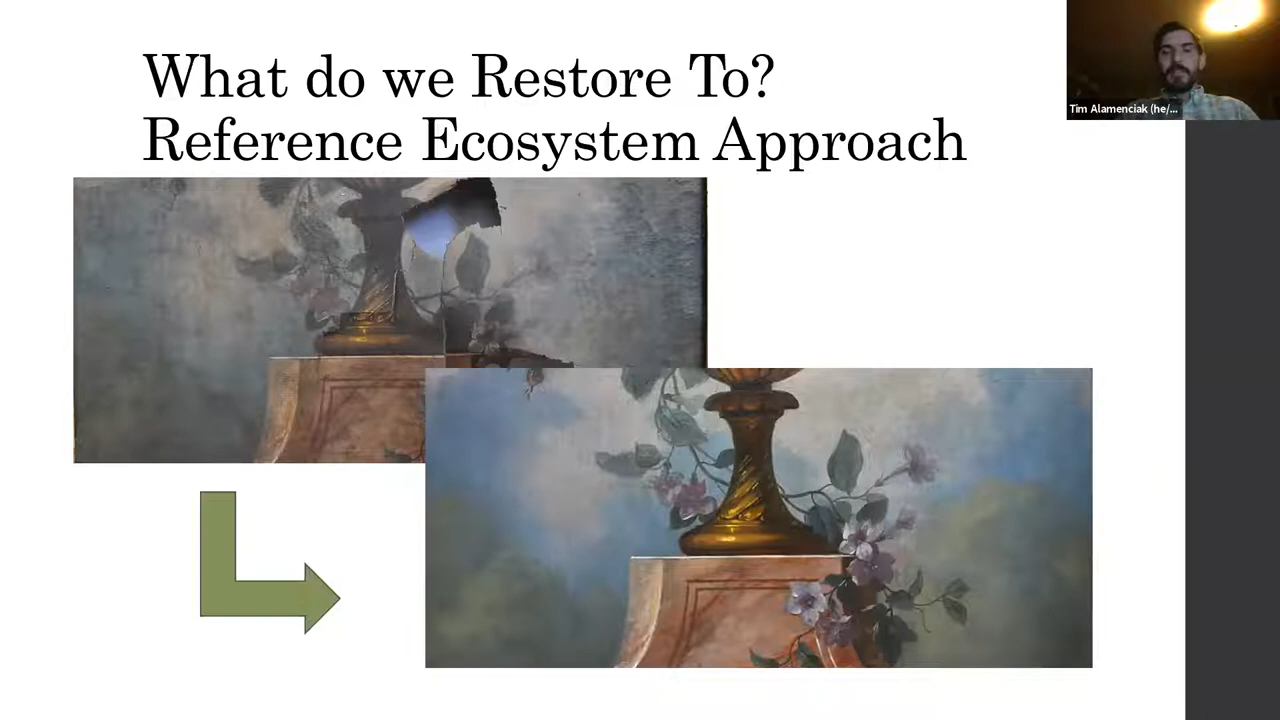 What do we Restore To?
Reference Ecosystem Approach
Tim Alamenciak (he/...